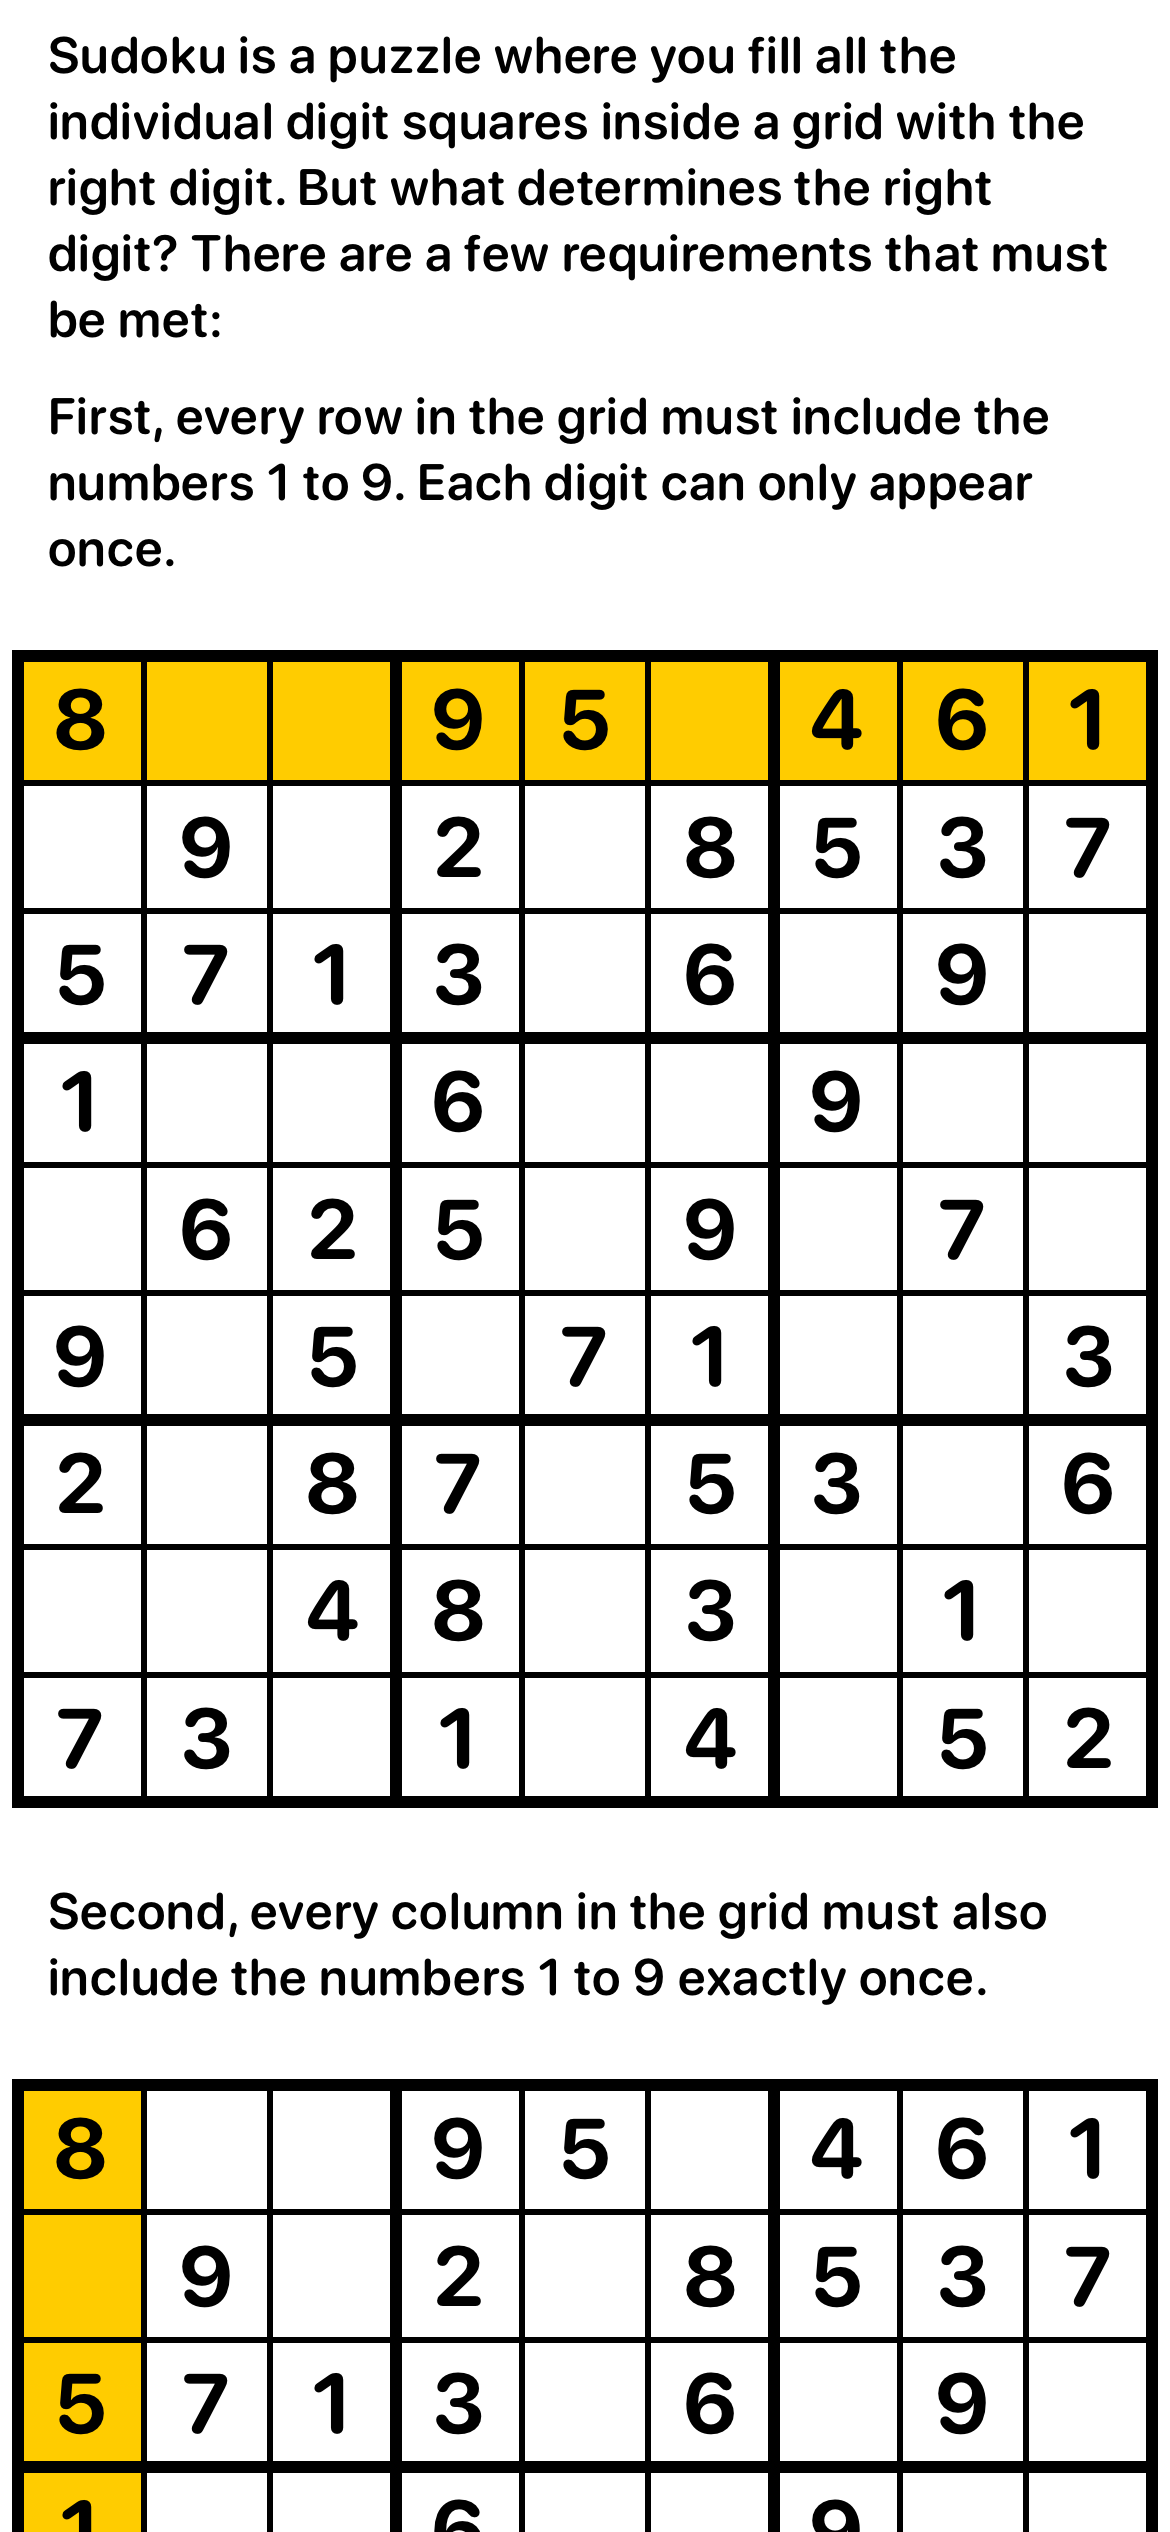 Sudoku is a puzzle where you fill all the
individual digit squares inside a grid with the
right digit. But what determines the right
digit? There are a few requirements that must
be met:
First, every row in the grid must include the
numbers 1 to 9. Each digit can only appear
once.
8 9 5 4 6 1
9 2 8 5 3 7
5 7 1 3 6 9
1 6 9
6 2 5 9 7
9 5 7 1 3
2 8 7 5 3 6
4 8 3 1
7 3 1 4 5 2
Second, every column in the grid must also
include the numbers 1 to 9 exactly once.
8 9 5 4 6 1
9 2 8 5 3 7
5 7 1 3 6 9
1 6 9